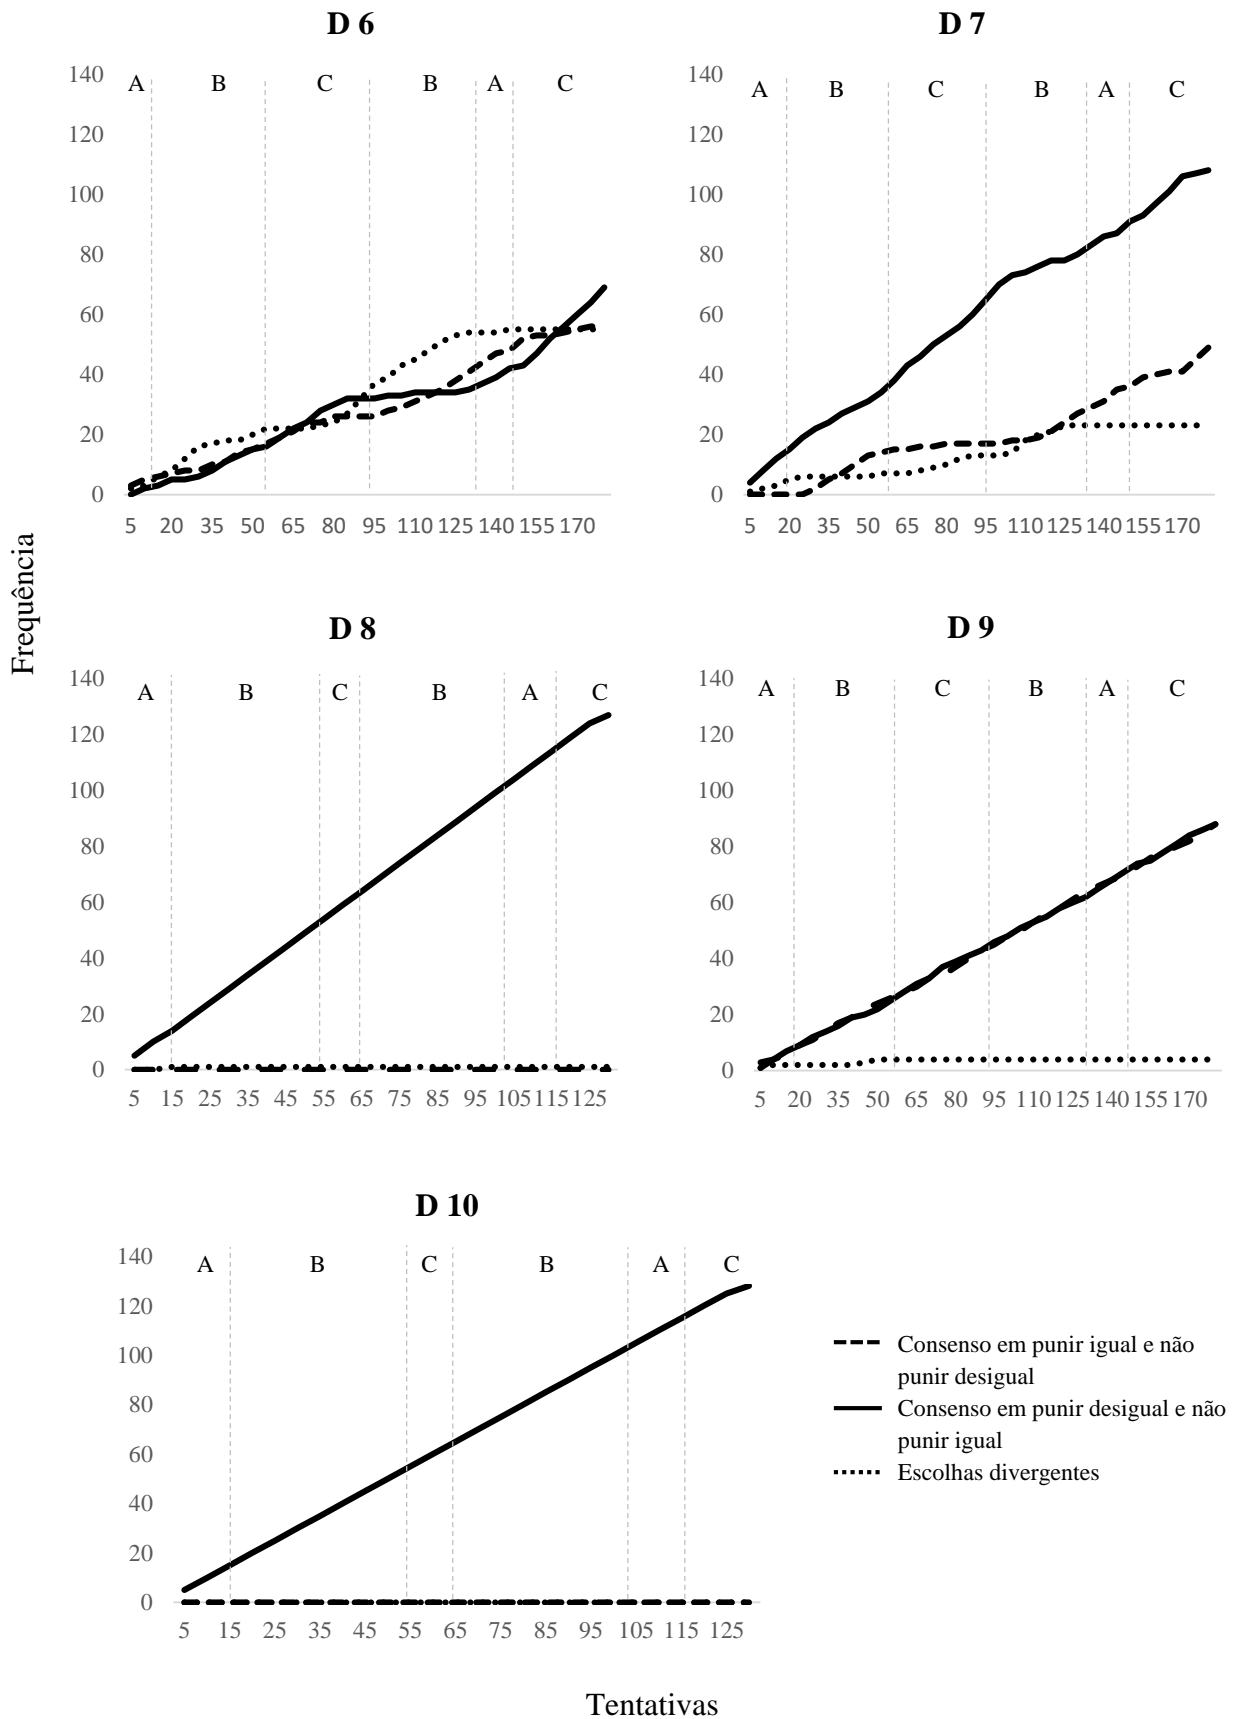 D 6
A B C B A C
140
120
100
80
60
40
20
0
5 20 35 50 65 80 95 110 125 140 155 170
D 7
A B C B A C
140
120
100
80
60
40
20
0
5 20 35 50 65 80 95 110 125 140 155 170
Frequência
D 8
A B C B A C
140
120
100
80
60
40
20
0
5 15 25 35 45 55 65 75 85 95 105 115 125
D 9
A B C B A C
140
120
100
80
60
40
20
0
5 20 35 50 65 80 95 110 125 140 155 170
D 10
A B C B A C
140
120
100
80
60
40
20
0
5 15 25 35 45 55 65 75 85 95 105 115 125
Consenso em punir igual e não
punir desigual
Consenso em punir desigual e não
punir igual
Escolhas divergentes
Tentativas